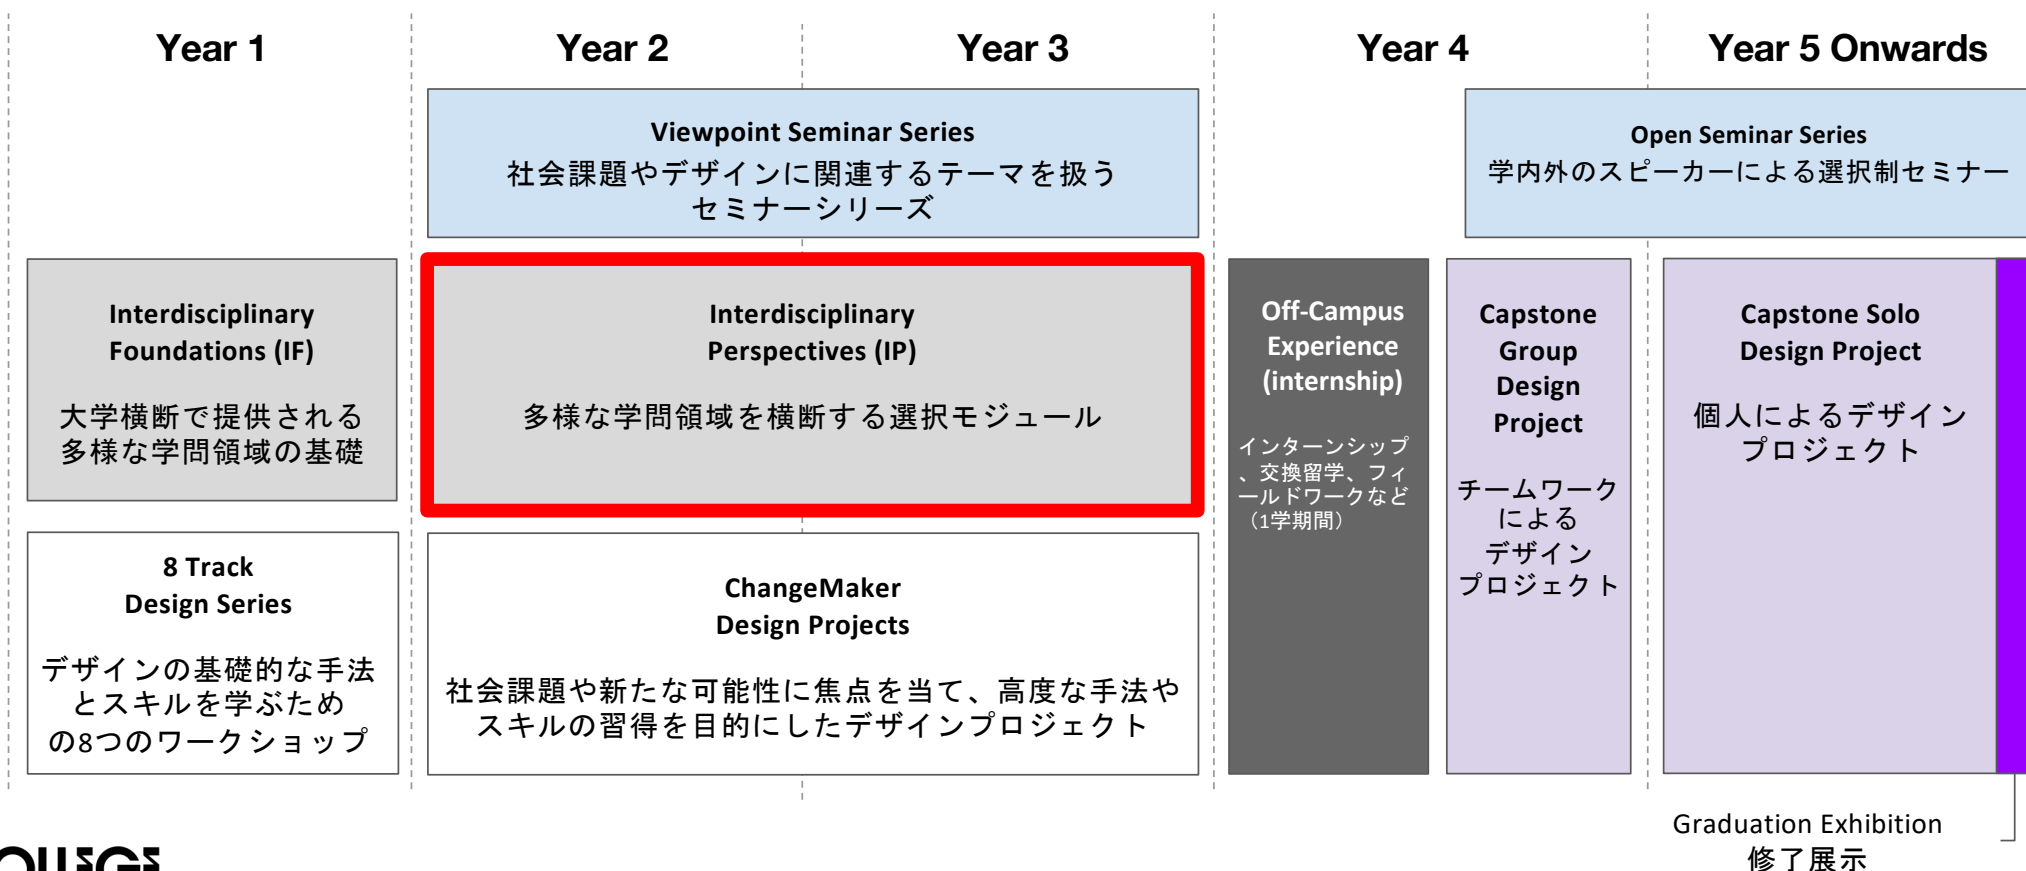 Year 1
Year 2
Year 3
Year 4
Year 5 Onwards
Viewpoint Seminar Series
社会課題やデザインに関連するテーマを扱う
セミナーシリーズ
Open Seminar Series
学内外のスピーカーによる選択制セミナー
Interdisciplinary
Foundations (IF)
大学横断で提供される
多様な学問領域の基礎
Interdisciplinary
Perspectives (IP)
多様な学問領域を横断する選択モジュール
Off-Campus
Experience
(internship)
インターンシップ
、交換留学、フィ
ールドワークなど
（1学期間）
Capstone
Group
Design
Project
チームワーク
による
デザイン
プロジェクト
Capstone Solo
Design Project
個人によるデザイン
プロジェクト
8 Track
Design Series
デザインの基礎的な手法
とスキルを学ぶため
の8つのワークショップ
ChangeMaker
Design Projects
社会課題や新たな可能性に焦点を当て、高度な手法や
スキルの習得を目的にしたデザインプロジェクト
Graduation Exhibition
修了展示